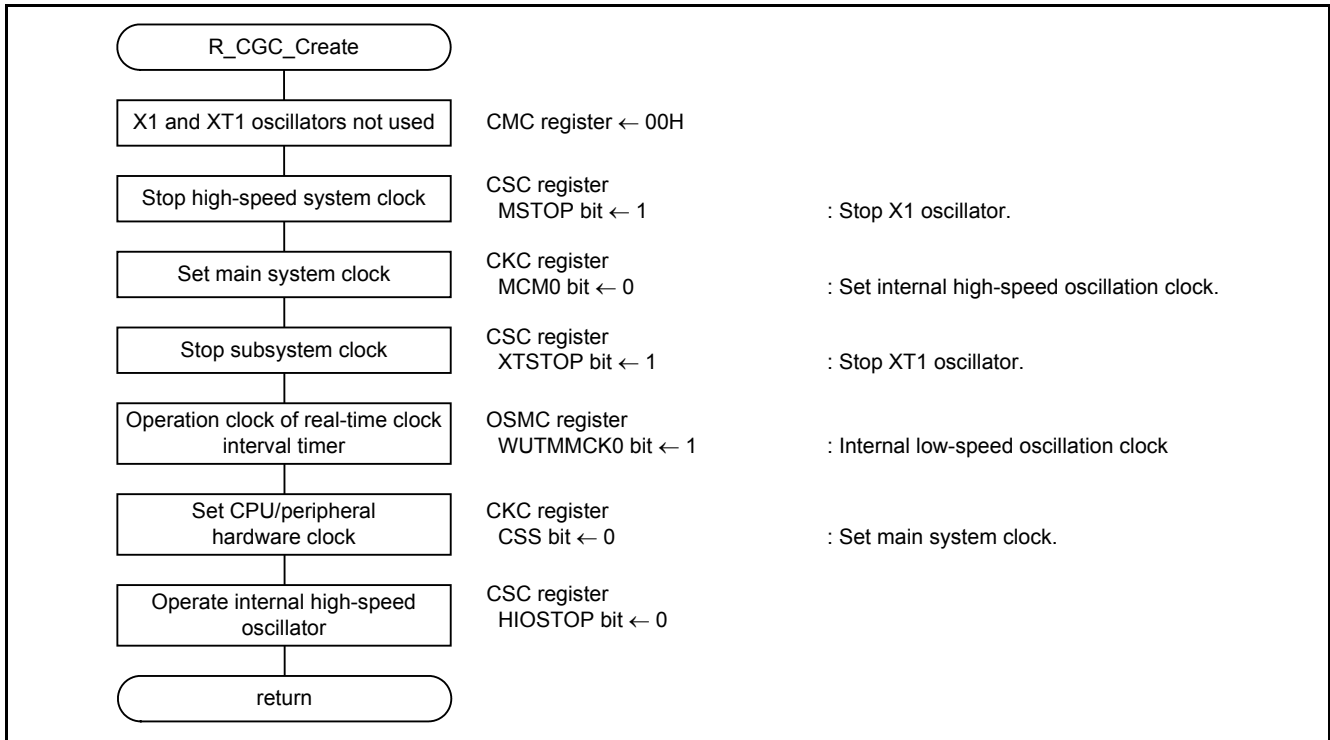 R_CGC_Create
X1 and XT1 oscillators not used
CMC register ← 00H
Stop high-speed system clock
CSC register
MSTOP bit ← 1 : Stop X1 oscillator.
Set main system clock
CKC register
MCM0 bit ← 0 : Set internal high-speed oscillation clock.
Stop subsystem clock
CSC register
XTSTOP bit ← 1 : Stop XT1 oscillator.
Operation clock of real-time clock
interval timer
OSMC register
WUTMMCK0 bit ← 1 : Internal low-speed oscillation clock
Set CPU/peripheral
hardware clock
CKC register
CSS bit ← 0 : Set main system clock.
Operate internal high-speed
oscillator
CSC register
HIOSTOP bit ← 0
return